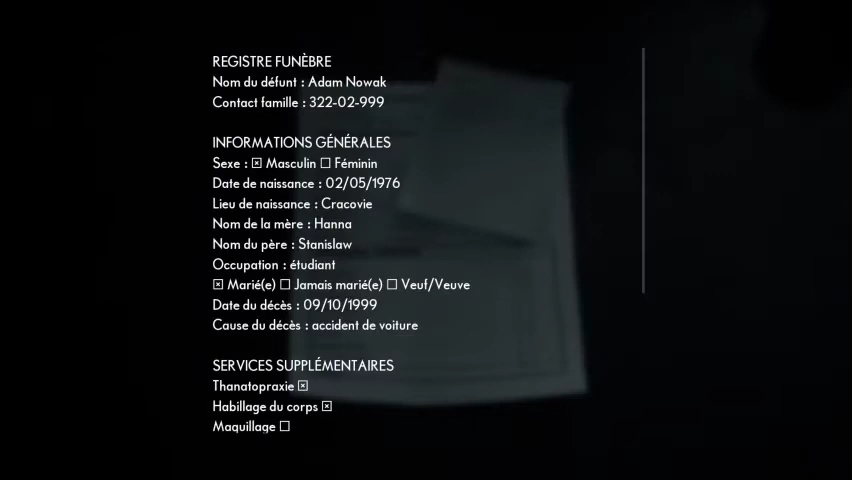 REGISTRE FUNÈBRE
Nom du défunt : Adam Nowak
Contact famille : 322-02-999
INFORMATIONS GÉNÉRALES
Sexe : ☒ Masculin ☐ Féminin
Date de naissance : 02/05/1976
Lieu de naissance : Cracovie
Nom de la mère : Hanna
Nom du père : Stanislaw
Occupation : étudiant
☒ Marié(e) ☐ Jamais marié(e) ☐ Veuf/Veuve
Date du décès : 09/10/1999
Cause du décès : accident de voiture
SERVICES SUPPLÉMENTAIRES
Thanatopraxie ☒
Habillage du corps ☒
Maquillage ☐